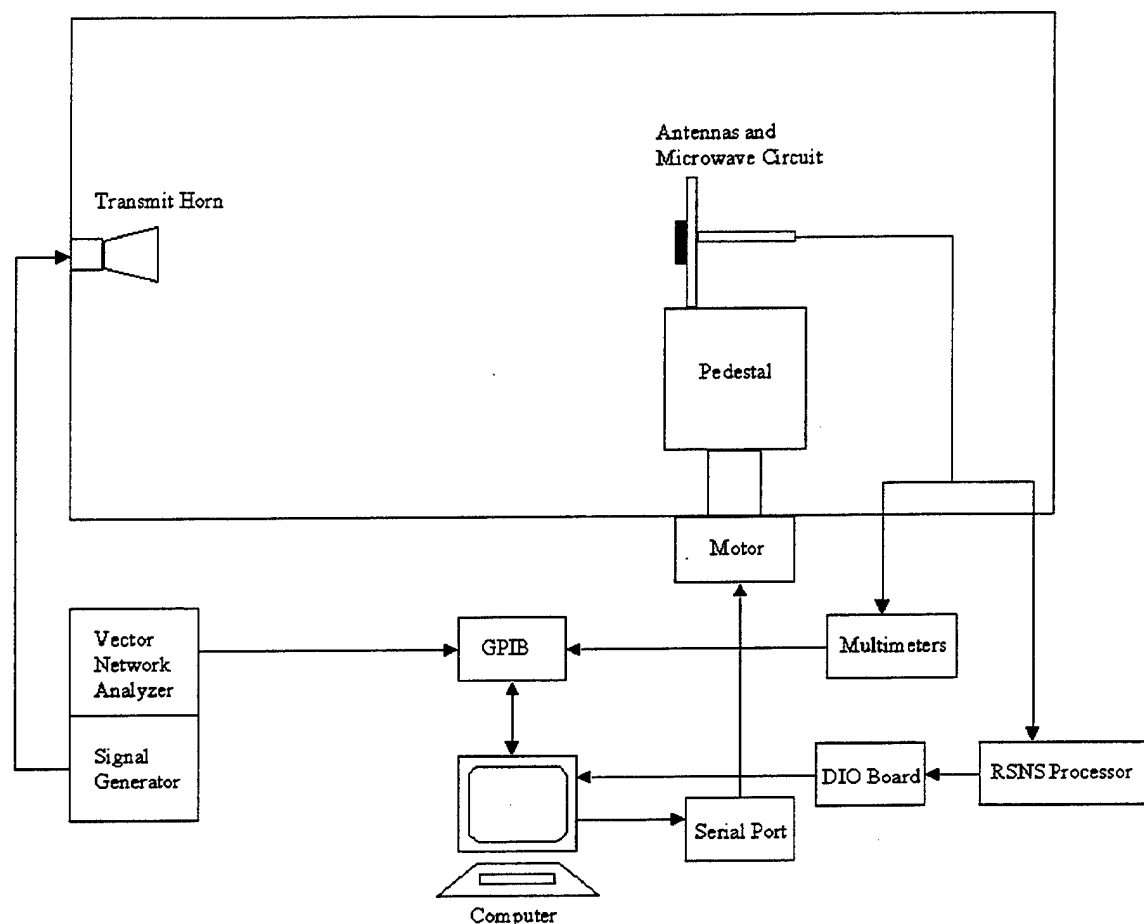 Antennas and
Microwave Circuit
Transmit Horn
Pedestal
Motor
Vector
Network
Analyzer
GPIB
Multimeters
Signal
Generator
DIO Board
RSNS Processor
Serial Port
Computer